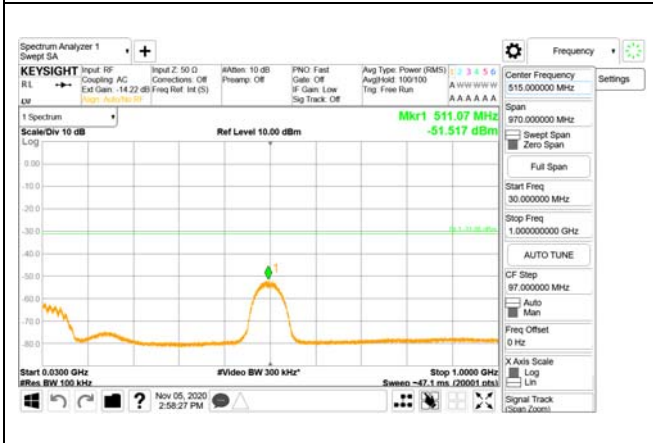 Spectrum Analyzer 1
Swept SA
Frequency
KEYSIGHT
Input: RF
Input Z: 50 Ω
#Atten: 10 dB
PNO: Fast
Avg Type: Power (RMS)
1 2 3 4 5 6
RL
Coupling: AC
Corrections: Off
Preamp: Off
Gate: Off
Avg|Hold: 100/100
A W W W W W
Ext Gain: -14.22 dB
Freq Ref: Int (S)
IF Gain: Low
Trig: Free Run
Align: Auto/No RF
Sig Track: Off
A A A A A A
LW
1 Spectrum
Mkr1 511.07 MHz
Scale/Div 10 dB
Ref Level 10.00 dBm
-51.517 dBm
Log
0.00
-10.0
-20.0
-30.0
-40.0
-50.0
-60.0
-70.0
-80.0
1
Start 0.0300 GHz
#Video BW 300 kHz*
Stop 1.0000 GHz
#Res BW 100 kHz
Sweep ~47.1 ms (20001 pts)
Nov 05, 2020
2:58:27 PM
Center Frequency
515.000000 MHz
Settings
Span
970.000000 MHz
Swept Span
Zero Span
Full Span
Start Freq
30.000000 MHz
Stop Freq
1.000000000 GHz
AUTO TUNE
CF Step
97.000000 MHz
Auto
Man
Freq Offset
0 Hz
X Axis Scale
Log
Lin
Signal Track
(Span Zoom)